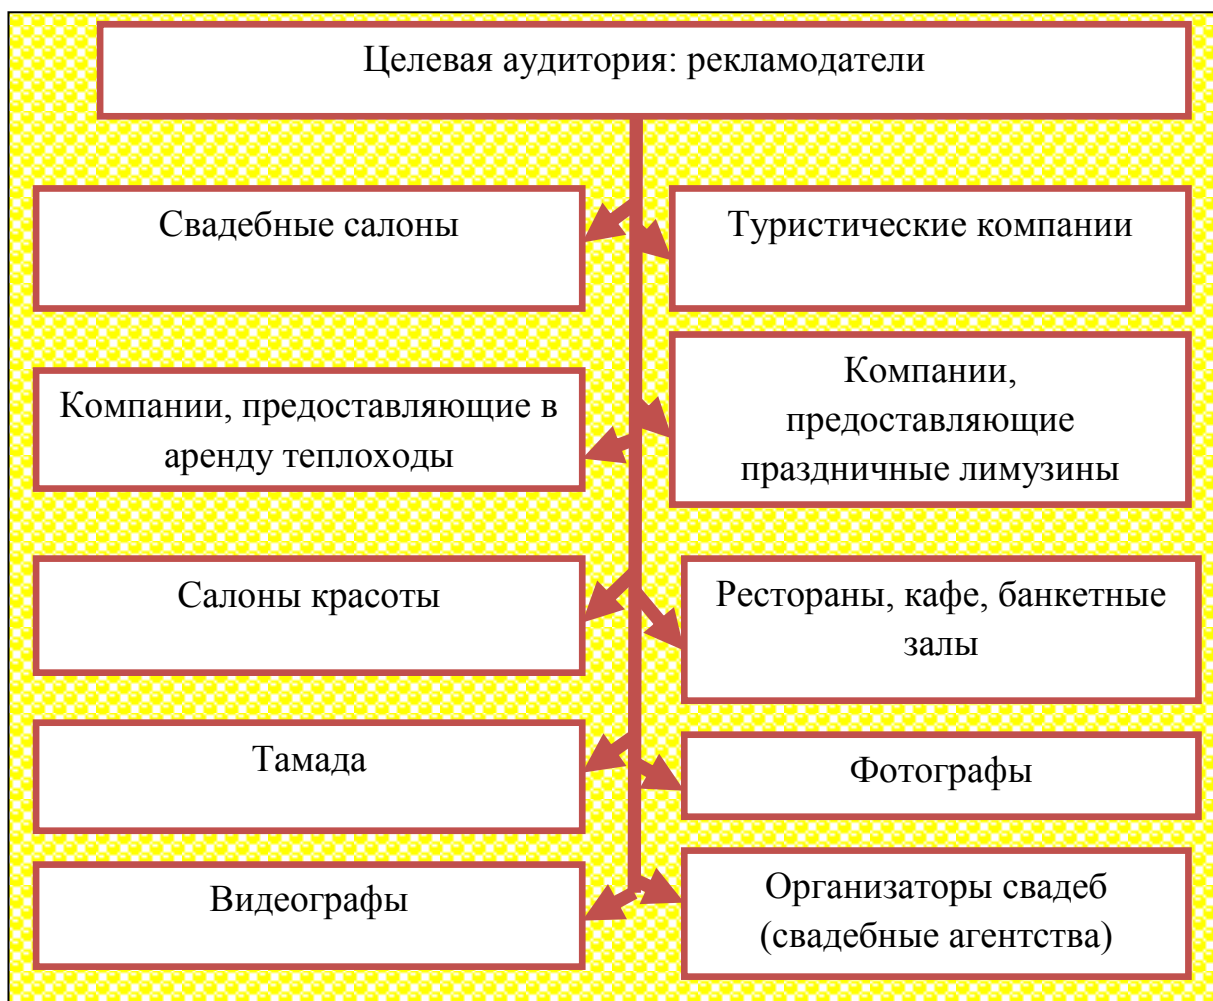 Целевая аудитория: рекламодатели
Свадебные салоны
Туристические компании
Компании, предоставляющие в
аренду теплоходы
Компании,
предоставляющие
праздничные лимузины
Салоны красоты
Рестораны, кафе, банкетные
залы
Тамада
Фотографы
Видеографы
Организаторы свадеб
(свадебные агентства)